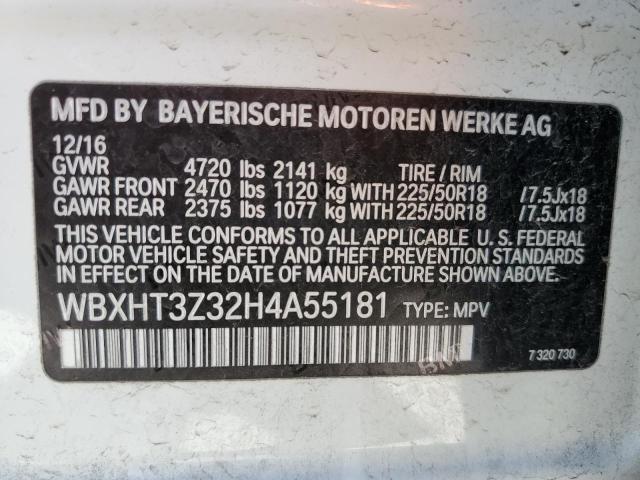 MFD BY BAYERISCHE MOTOREN WERKE AG
12/16
GVWR 4720 lbs 2141 kg TIRE / RIM
GAWR FRONT 2470 lbs 1120 kg WITH 225/50R18 /7.5Jx18
GAWR REAR 2375 lbs 1077 kg WITH 225/50R18 /7.5Jx18
THIS VEHICLE CONFORMS TO ALL APPLICABLE U. S. FEDERAL
MOTOR VEHICLE SAFETY AND THEFT PREVENTION STANDARDS
IN EFFECT ON THE DATE OF MANUFACTURE SHOWN ABOVE.
WBXHT3Z32H4A55181 TYPE: MPV
7 320 730